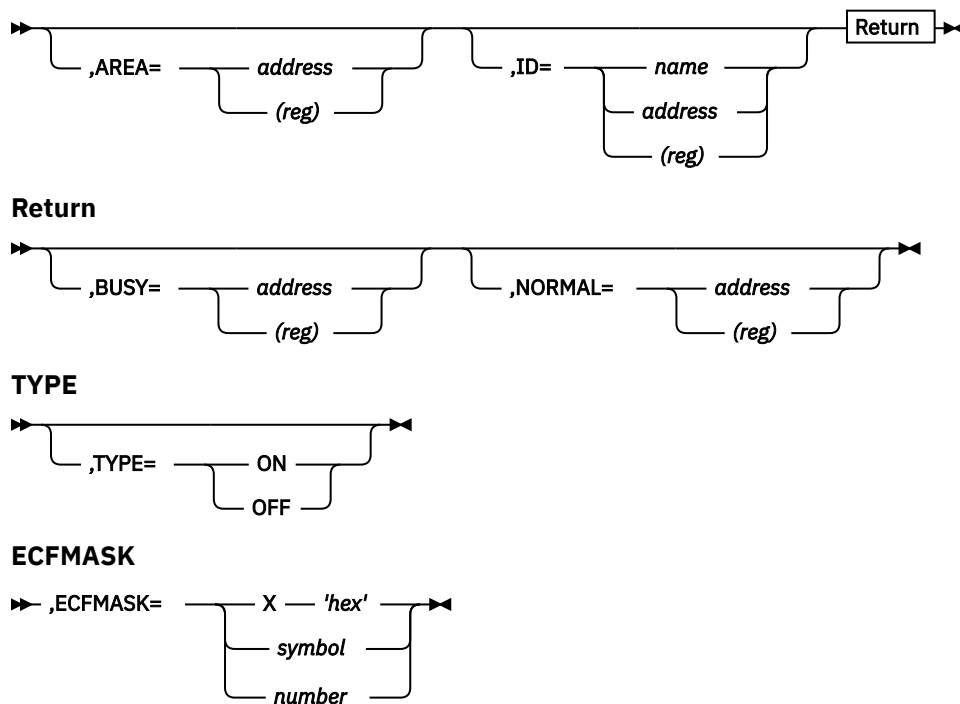 Return
,AREA= address ,ID= name
(reg) address
(reg)
Return
,BUSY= address ,NORMAL= address
(reg) (reg)
TYPE
,TYPE= ON
OFF
ECFMASK
,ECFMASK= X 'hex'
symbol
number